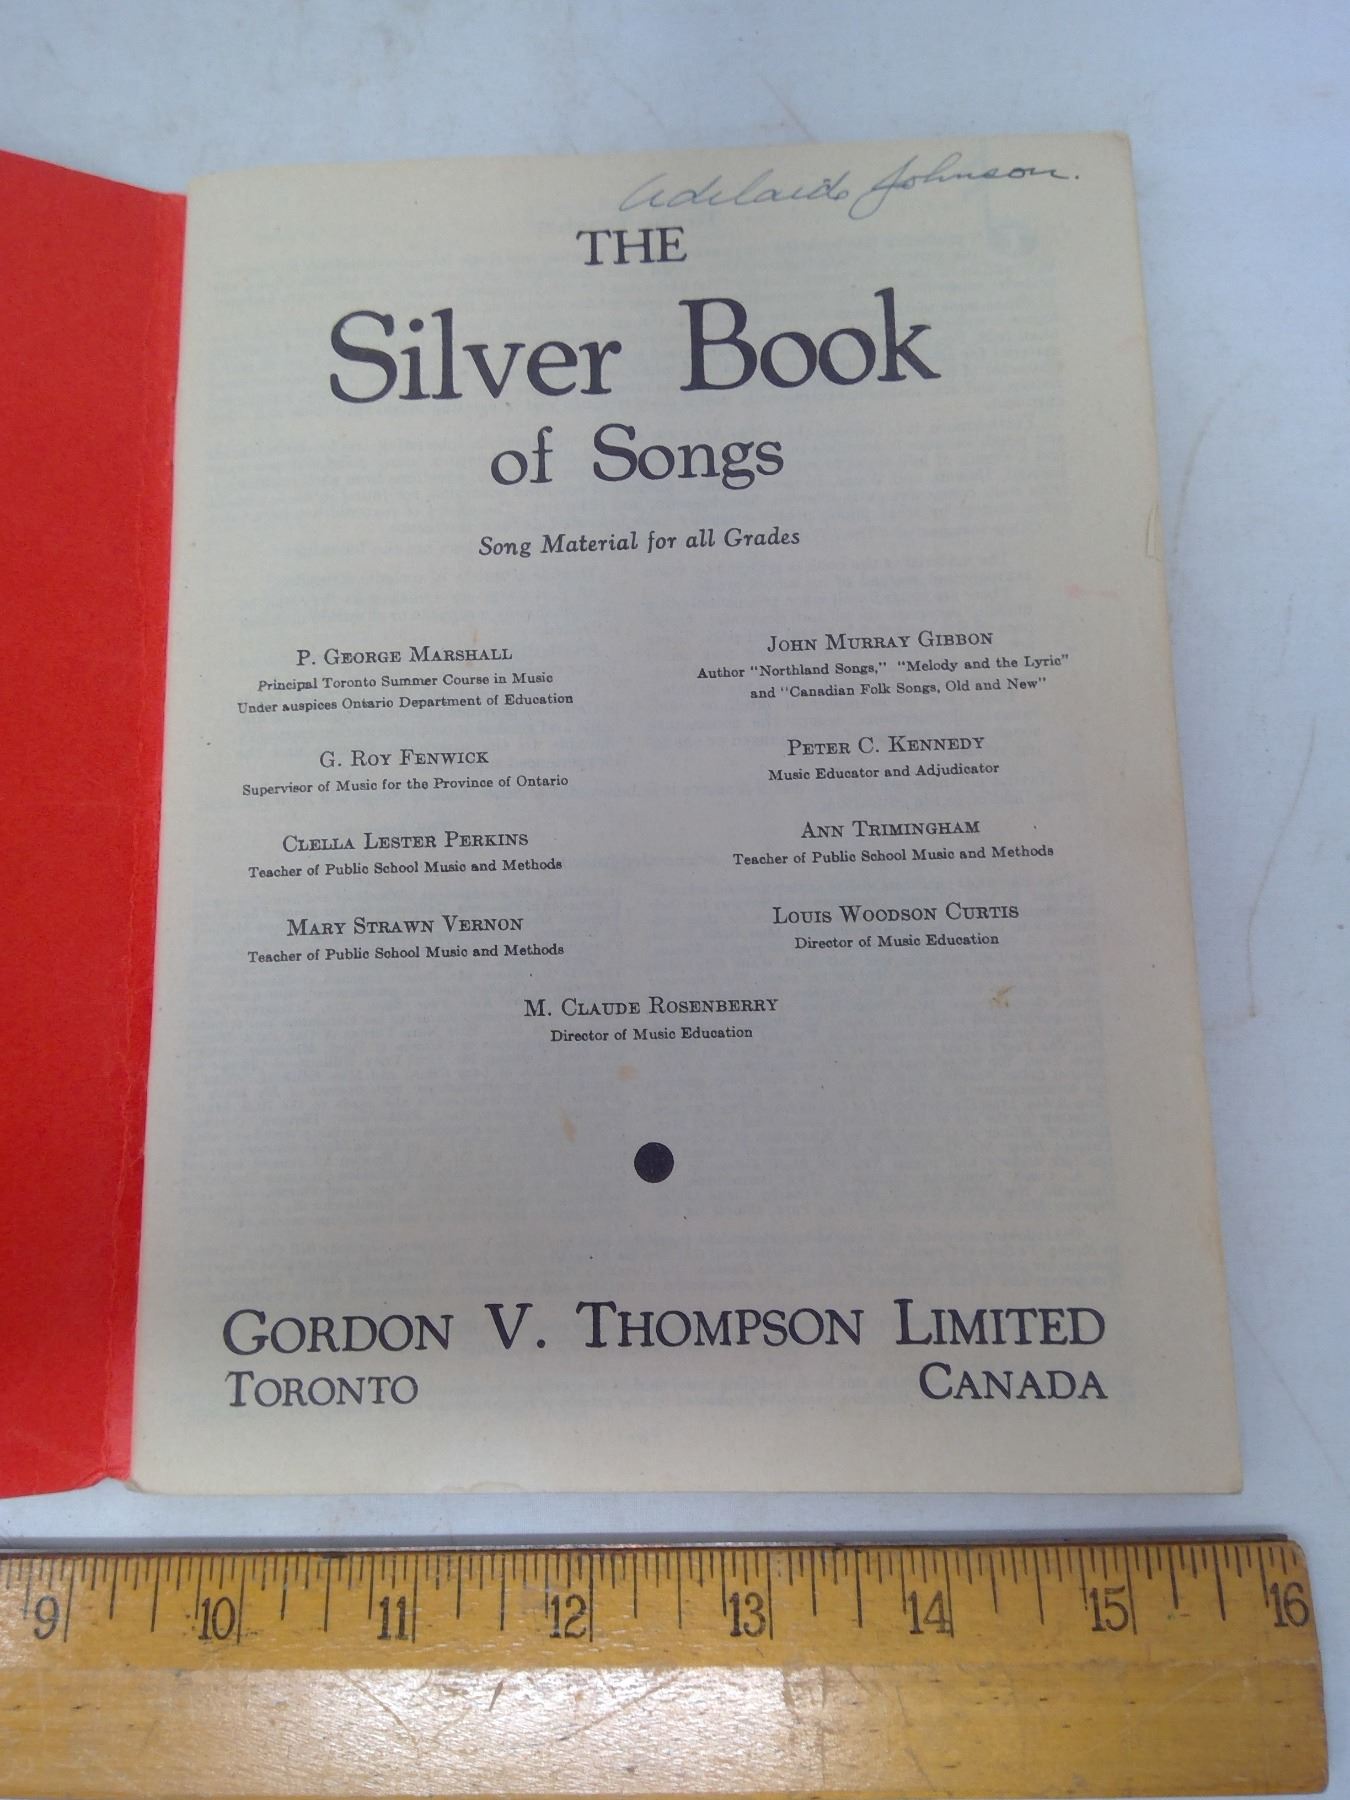 Adelaide Johnson.
THE
Silver Book
of Songs
Song Material for all Grades
P. GEORGE MARSHALL
Principal Toronto Summer Course in Music
Under auspices Ontario Department of Education
JOHN MURRAY GIBBON
Author "Northland Songs," "Melody and the Lyric"
and "Canadian Folk Songs, Old and New"
G. ROY FENWICK
Supervisor of Music for the Province of Ontario
PETER C. KENNEDY
Music Educator and Adjudicator
CLELLA LESTER PERKINS
Teacher of Public School Music and Methods
ANN TRIMINGHAM
Teacher of Public School Music and Methods
MARY STRAWN VERNON
Teacher of Public School Music and Methods
LOUIS WOODSON CURTIS
Director of Music Education
M. CLAUDE ROSENBERRY
Director of Music Education
GORDON V. THOMPSON LIMITED
TORONTO CANADA
9 10 11 12 13 14 15 16